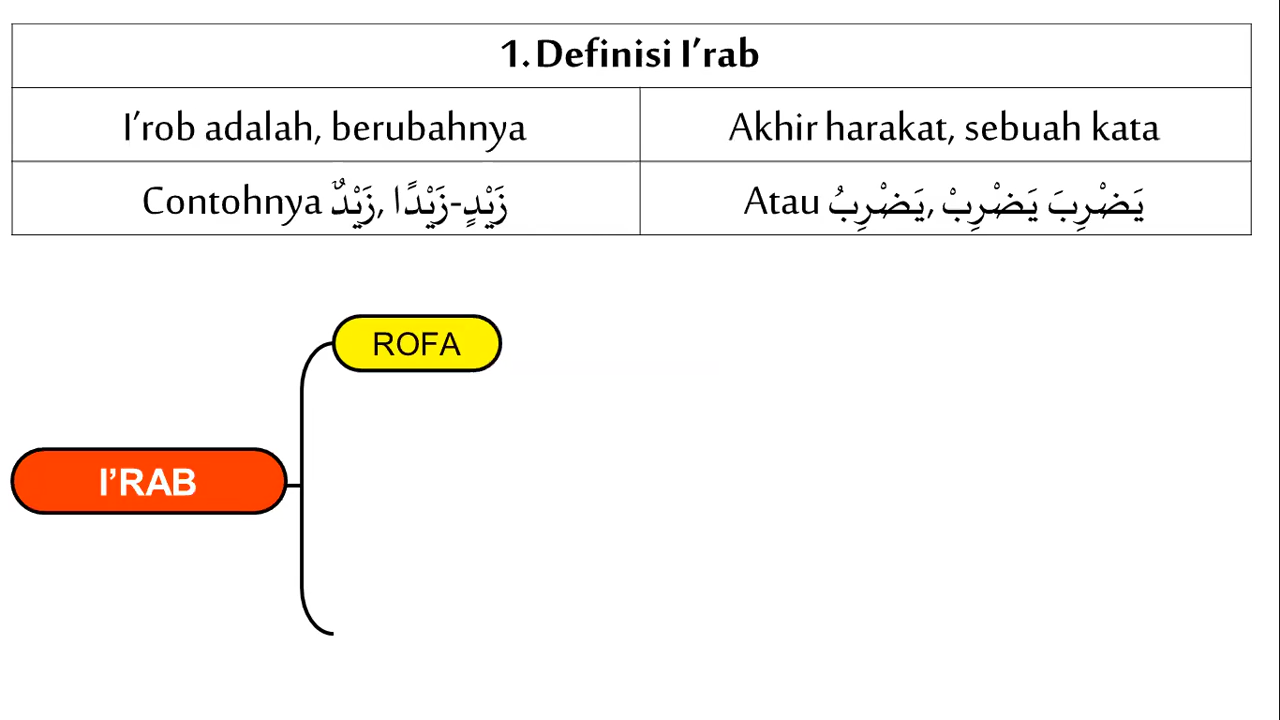 1. Definisi I’rab
I’rob adalah, berubahnya
Akhir harakat, sebuah kata
Contohnya زَيْدٌ, زَيْدًا-زَيْدٍ
Atau يَضْرِبُ, يَضْرِبْ يَضْرِبَ
ROFA
I’RAB